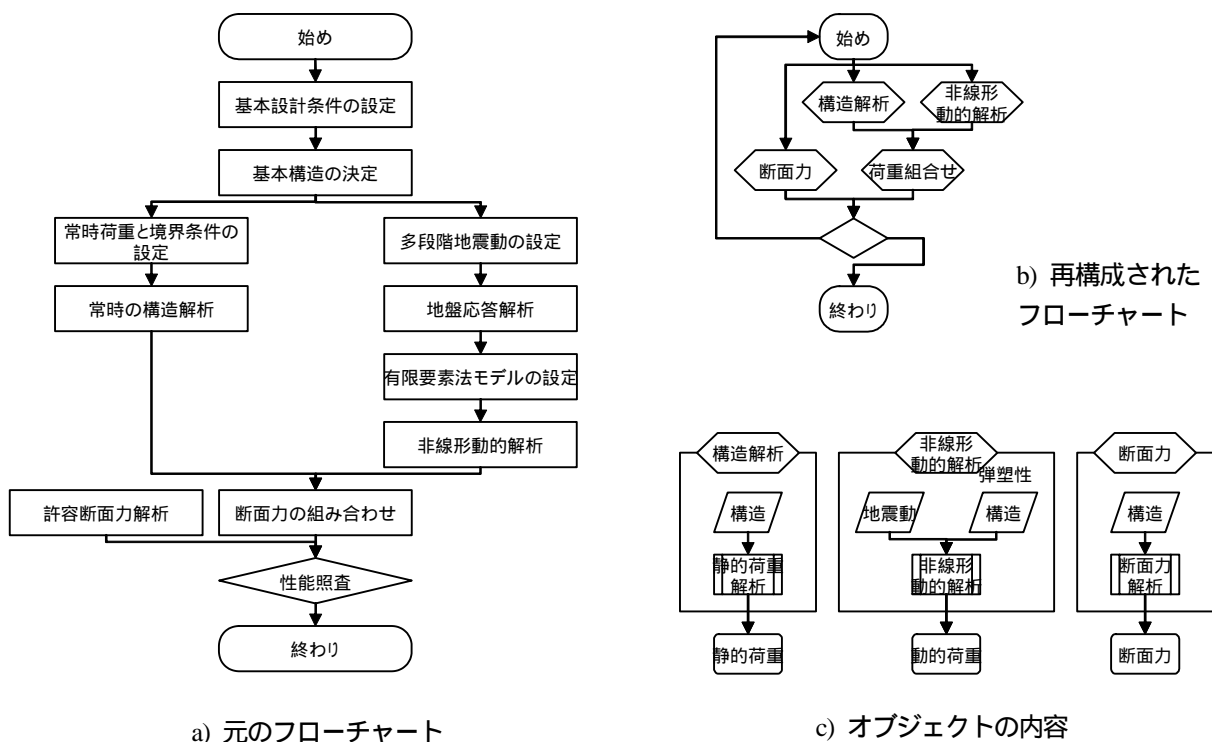 始め
基本設計条件の設定
基本構造の決定
常時荷重と境界条件の
設定
多段階地震動の設定
常時の構造解析
地盤応答解析
有限要素法モデルの設定
非線形動的解析
許容断面力解析
断面力の組み合わせ
性能照査
終わり
a) 元のフローチャート
始め
構造解析
非線形
動的解析
断面力
荷重組合せ
終わり
b) 再構成された
フローチャート
構造解析
構造
静的荷重
解析
静的荷重
非線形
動的解析
弾塑性
地震動
構造
非線形
動的解析
動的荷重
断面力
構造
断面力
解析
断面力
c) オブジェクトの内容